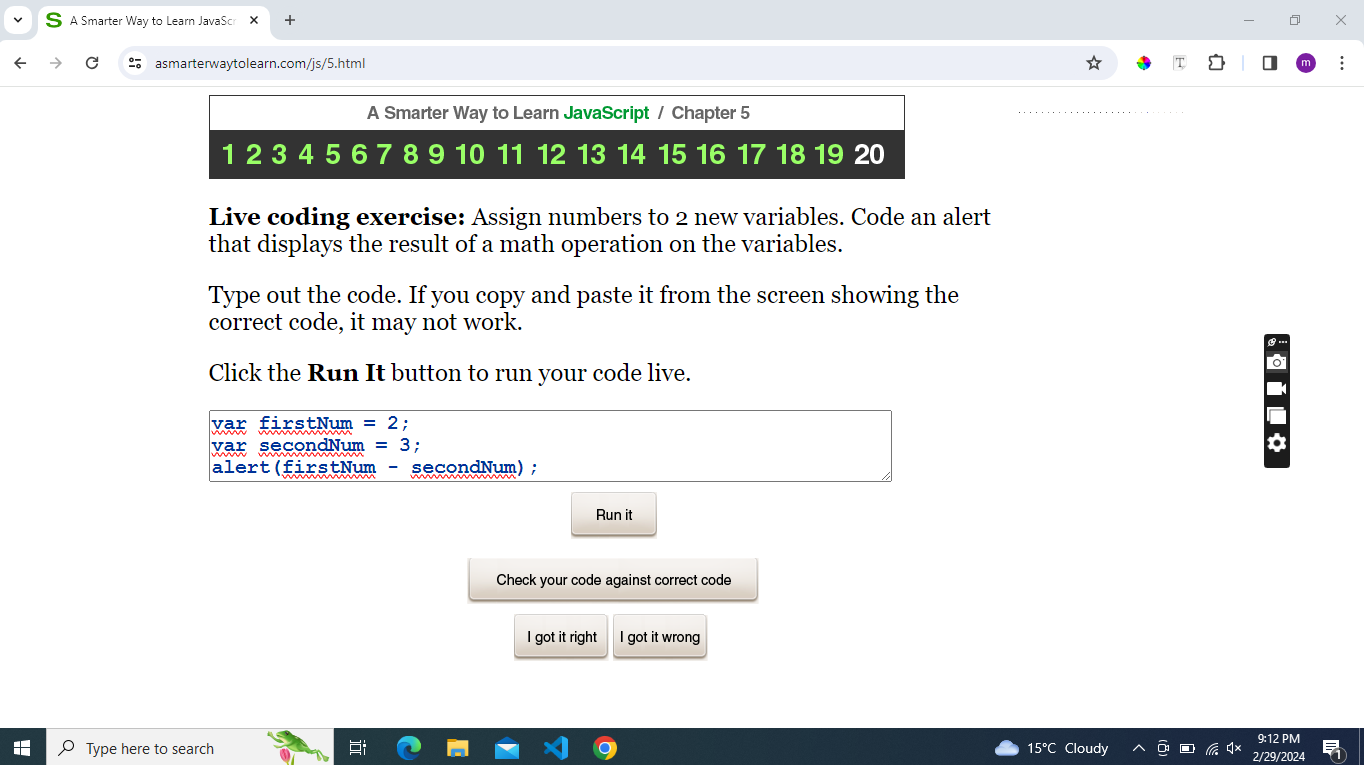 A Smarter Way to Learn JavaScr
asmarterwaytolearn.com/js/5.html
m
A Smarter Way to Learn JavaScript / Chapter 5
1 2 3 4 5 6 7 8 9 10 11 12 13 14 15 16 17 18 19 20
Live coding exercise: Assign numbers to 2 new variables. Code an alert
that displays the result of a math operation on the variables.
Type out the code. If you copy and paste it from the screen showing the
correct code, it may not work.
Click the Run It button to run your code live.
var firstNum = 2;
var secondNum = 3;
alert(firstNum - secondNum);
Run it
Check your code against correct code
I got it right I got it wrong
Type here to search
15°C Cloudy
9:12 PM
2/29/2024
1